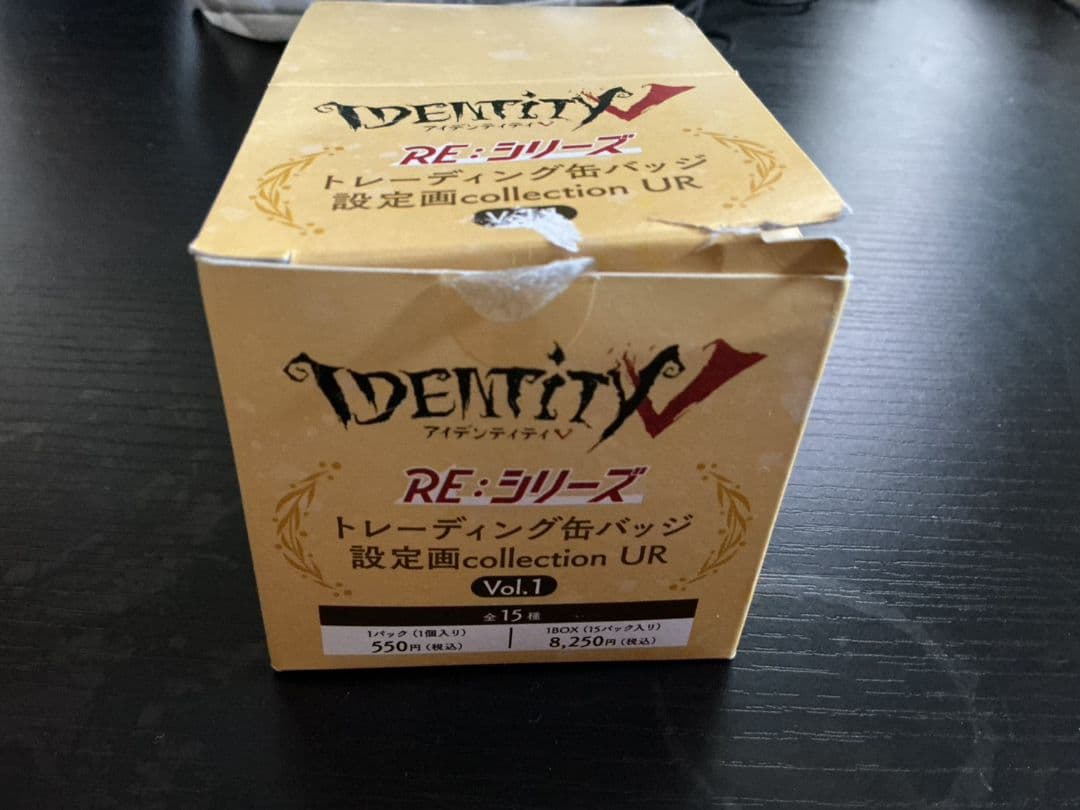 IDENTITY V
アイデンティティV
RE:シリーズ
トレーディング缶バッジ
設定画collection UR
IDENTITY V
アイデンティティV
RE:シリーズ
トレーディング缶バッジ
設定画collection UR
Vol.1
全15種
1パック(1個入り)
550円(税込)
1BOX(15パック入り)
8,250円(税込)